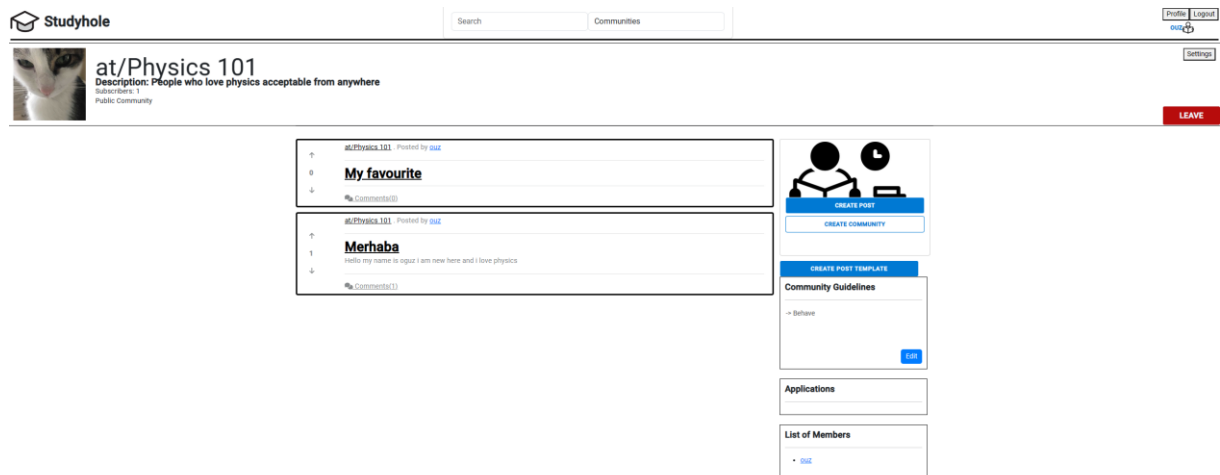 Studyhole
Search
Communities
Profile
Logout
ouz
at/Physics 101
Description: People who love physics acceptable from anywhere
Subscribers: 1
Public Community
Settings
LEAVE
at/Physics 101 . Posted by ouz
0
My favourite
Comments(0)
at/Physics 101 . Posted by ouz
1
Merhaba
Hello my name is oguz i am new here and i love physics
Comments(1)
CREATE POST
CREATE COMMUNITY
CREATE POST TEMPLATE
Community Guidelines
-> Behave
Edit
Applications
List of Members
• ouz